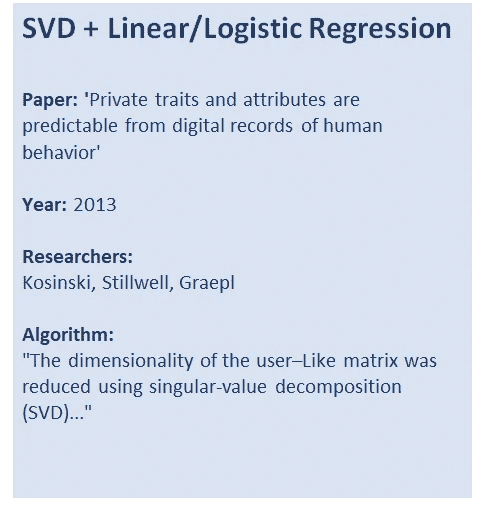 SVD + Linear/Logistic Regression
Paper: 'Private traits and attributes are
predictable from digital records of human
behavior'
Year: 2013
Researchers:
Kosinski, Stillwell, Graepl
Algorithm:
"The dimensionality of the user–Like matrix was
reduced using singular-value decomposition
(SVD)..."